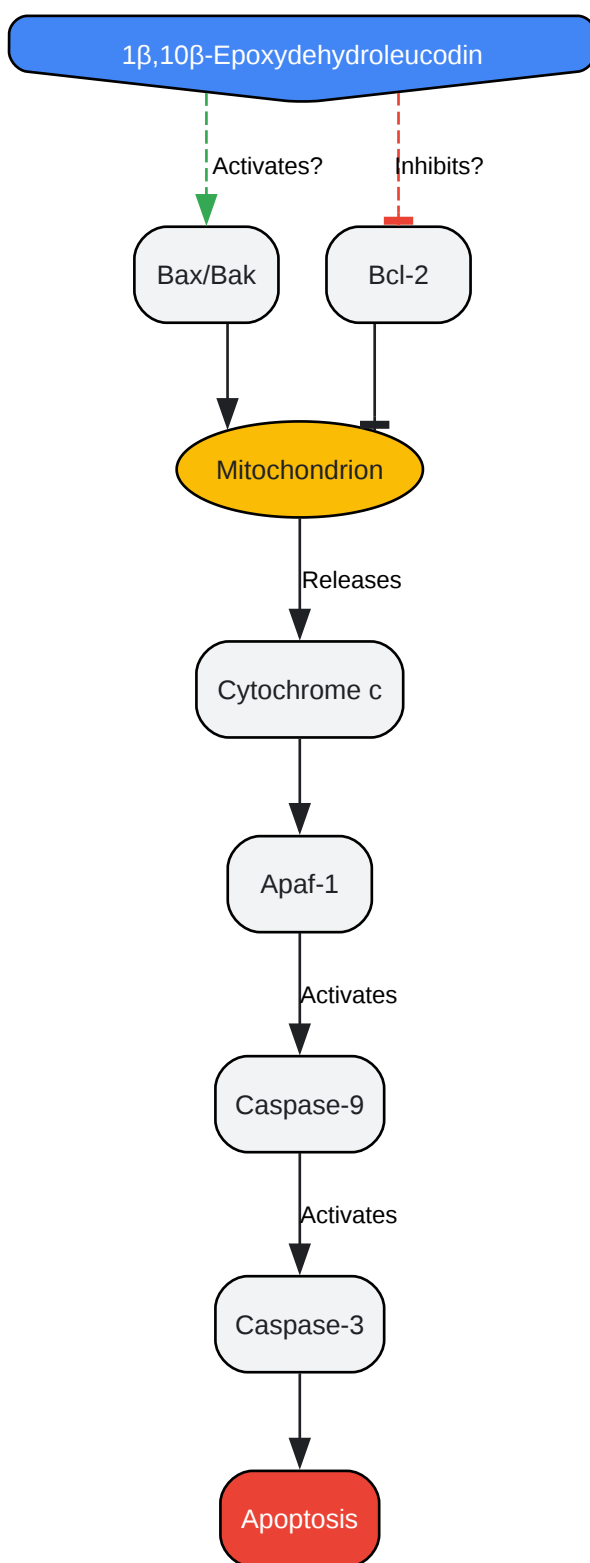 1β,10β-Epoxydehydroleucodin
Activates?
Inhibits?
Bax/Bak
Bcl-2
Mitochondrion
Releases
Cytochrome c
Apaf-1
Activates
Caspase-9
Activates
Caspase-3
Apoptosis